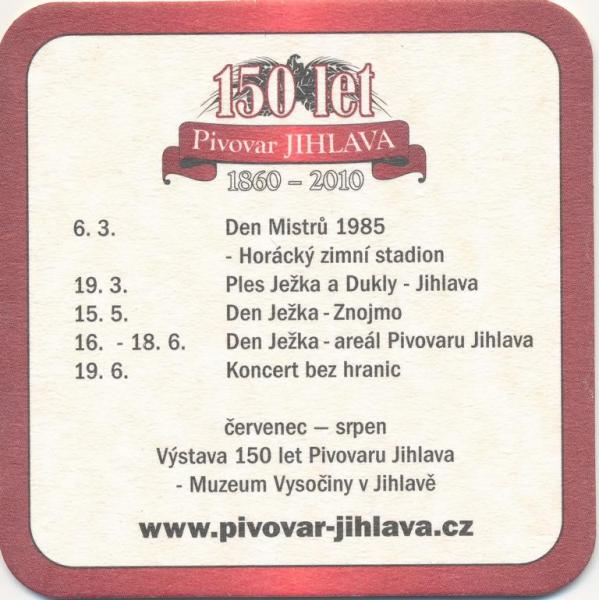 150 let
Pivovar JIHLAVA
1860 – 2010
6. 3. Den Mistrů 1985
- Horácký zimní stadion
19. 3. Ples Ježka a Dukly - Jihlava
15. 5. Den Ježka - Znojmo
16. - 18. 6. Den Ježka - areál Pivovaru Jihlava
19. 6. Koncert bez hranic
červenec — srpen
Výstava 150 let Pivovaru Jihlava
- Muzeum Vysočiny v Jihlavě
www.pivovar-jihlava.cz